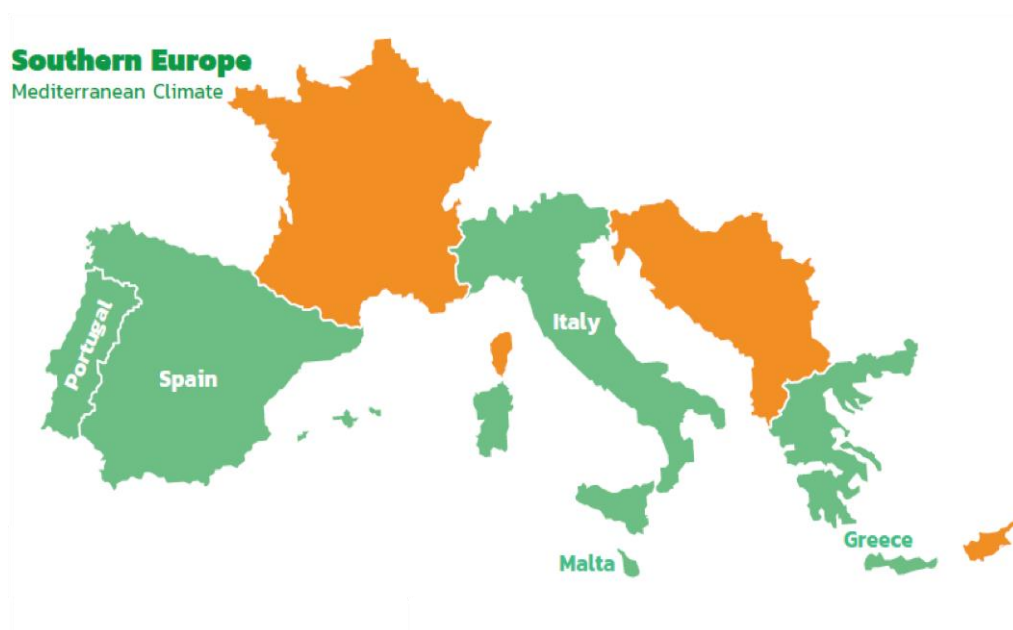 Southern Europe
Mediterranean Climate
Portugal
Spain
Italy
Malta
Greece